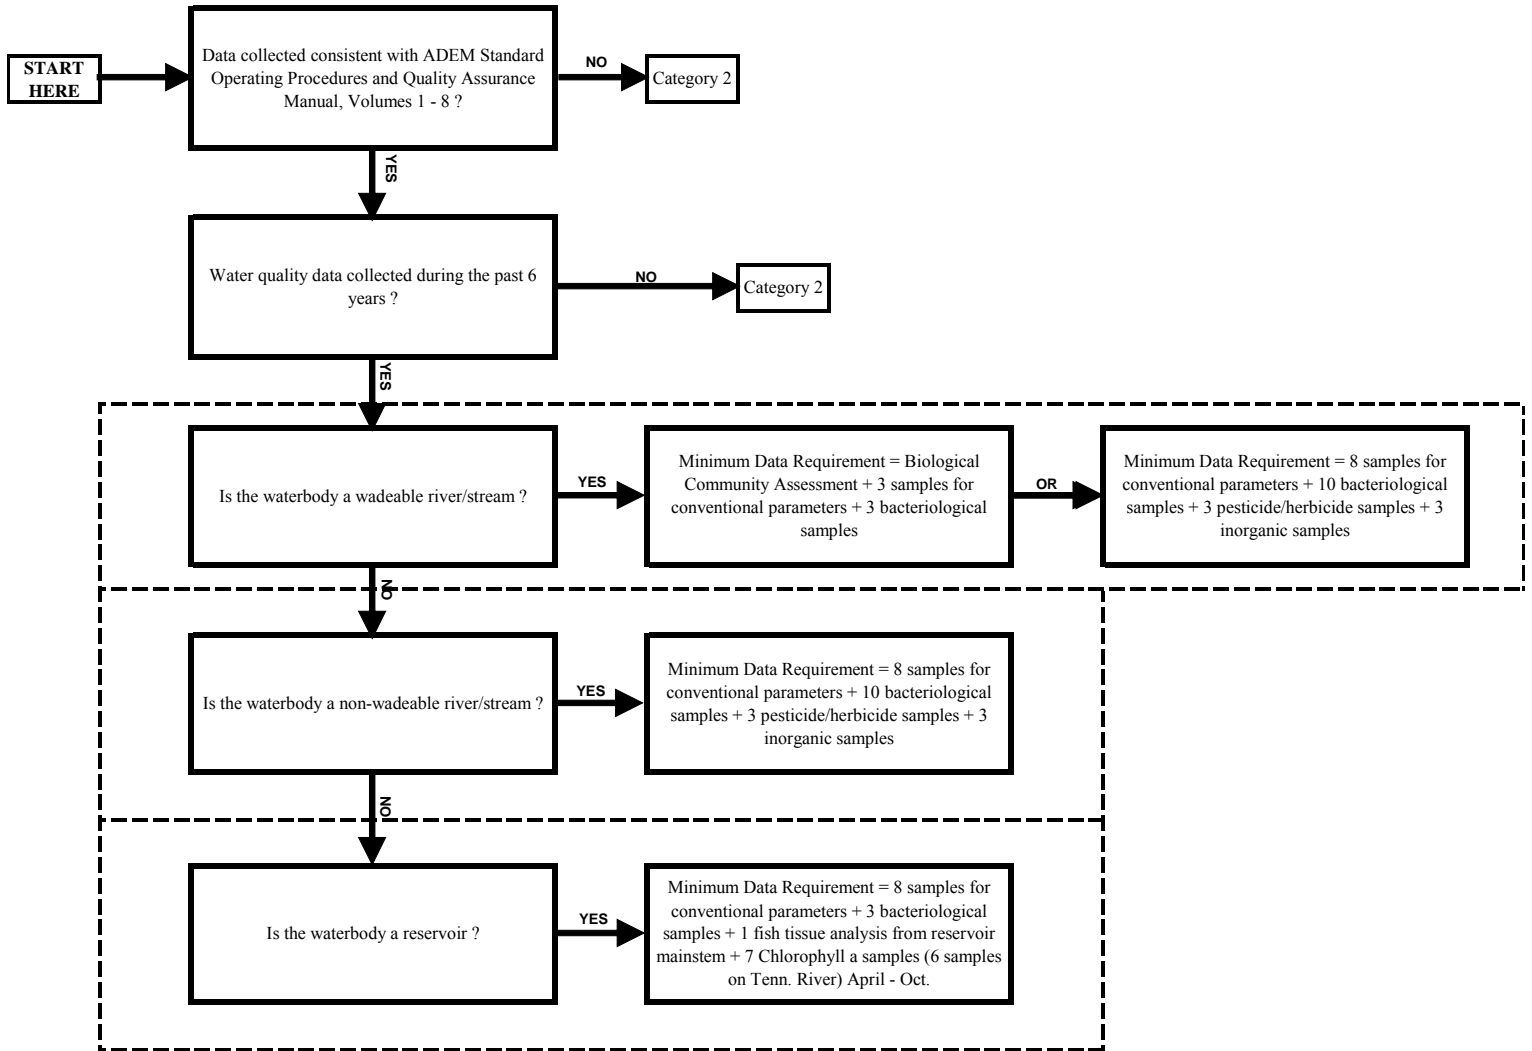 START
HERE
Data collected consistent with ADEM Standard
Operating Procedures and Quality Assurance
Manual, Volumes 1 - 8 ?
NO
Category 2
YES
Water quality data collected during the past 6
years ?
NO
Category 2
YES
Is the waterbody a wadeable river/stream ?
YES
Minimum Data Requirement = Biological
Community Assessment + 3 samples for
conventional parameters + 3 bacteriological
samples
OR
Minimum Data Requirement = 8 samples for
conventional parameters + 10 bacteriological
samples + 3 pesticide/herbicide samples + 3
inorganic samples
NO
Is the waterbody a non-wadeable river/stream ?
YES
Minimum Data Requirement = 8 samples for
conventional parameters + 10 bacteriological
samples + 3 pesticide/herbicide samples + 3
inorganic samples
NO
Is the waterbody a reservoir ?
YES
Minimum Data Requirement = 8 samples for
conventional parameters + 3 bacteriological
samples + 1 fish tissue analysis from reservoir
mainstem + 7 Chlorophyll a samples (6 samples
on Tenn. River) April - Oct.